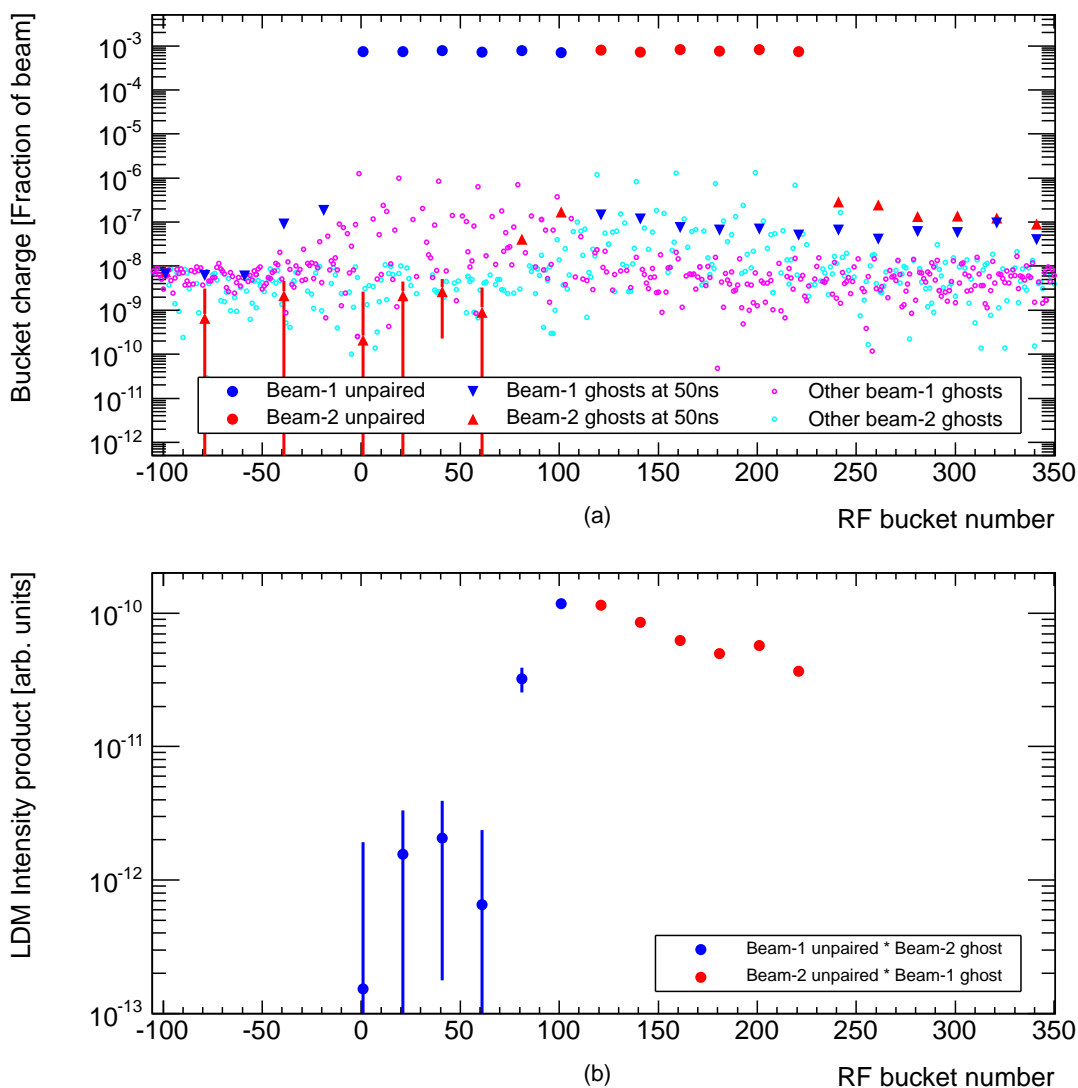 Bucket charge [Fraction of beam]
10^-3
10^-4
10^-5
10^-6
10^-7
10^-8
10^-9
10^-10
10^-11
10^-12
Beam-1 unpaired Beam-1 ghosts at 50ns Other beam-1 ghosts
Beam-2 unpaired Beam-2 ghosts at 50ns Other beam-2 ghosts
-100 -50 0 50 100 150 200 250 300 350
(a) RF bucket number
LDM Intensity product [arb. units]
10^-10
10^-11
10^-12
10^-13
Beam-1 unpaired * Beam-2 ghost
Beam-2 unpaired * Beam-1 ghost
-100 -50 0 50 100 150 200 250 300 350
(b) RF bucket number